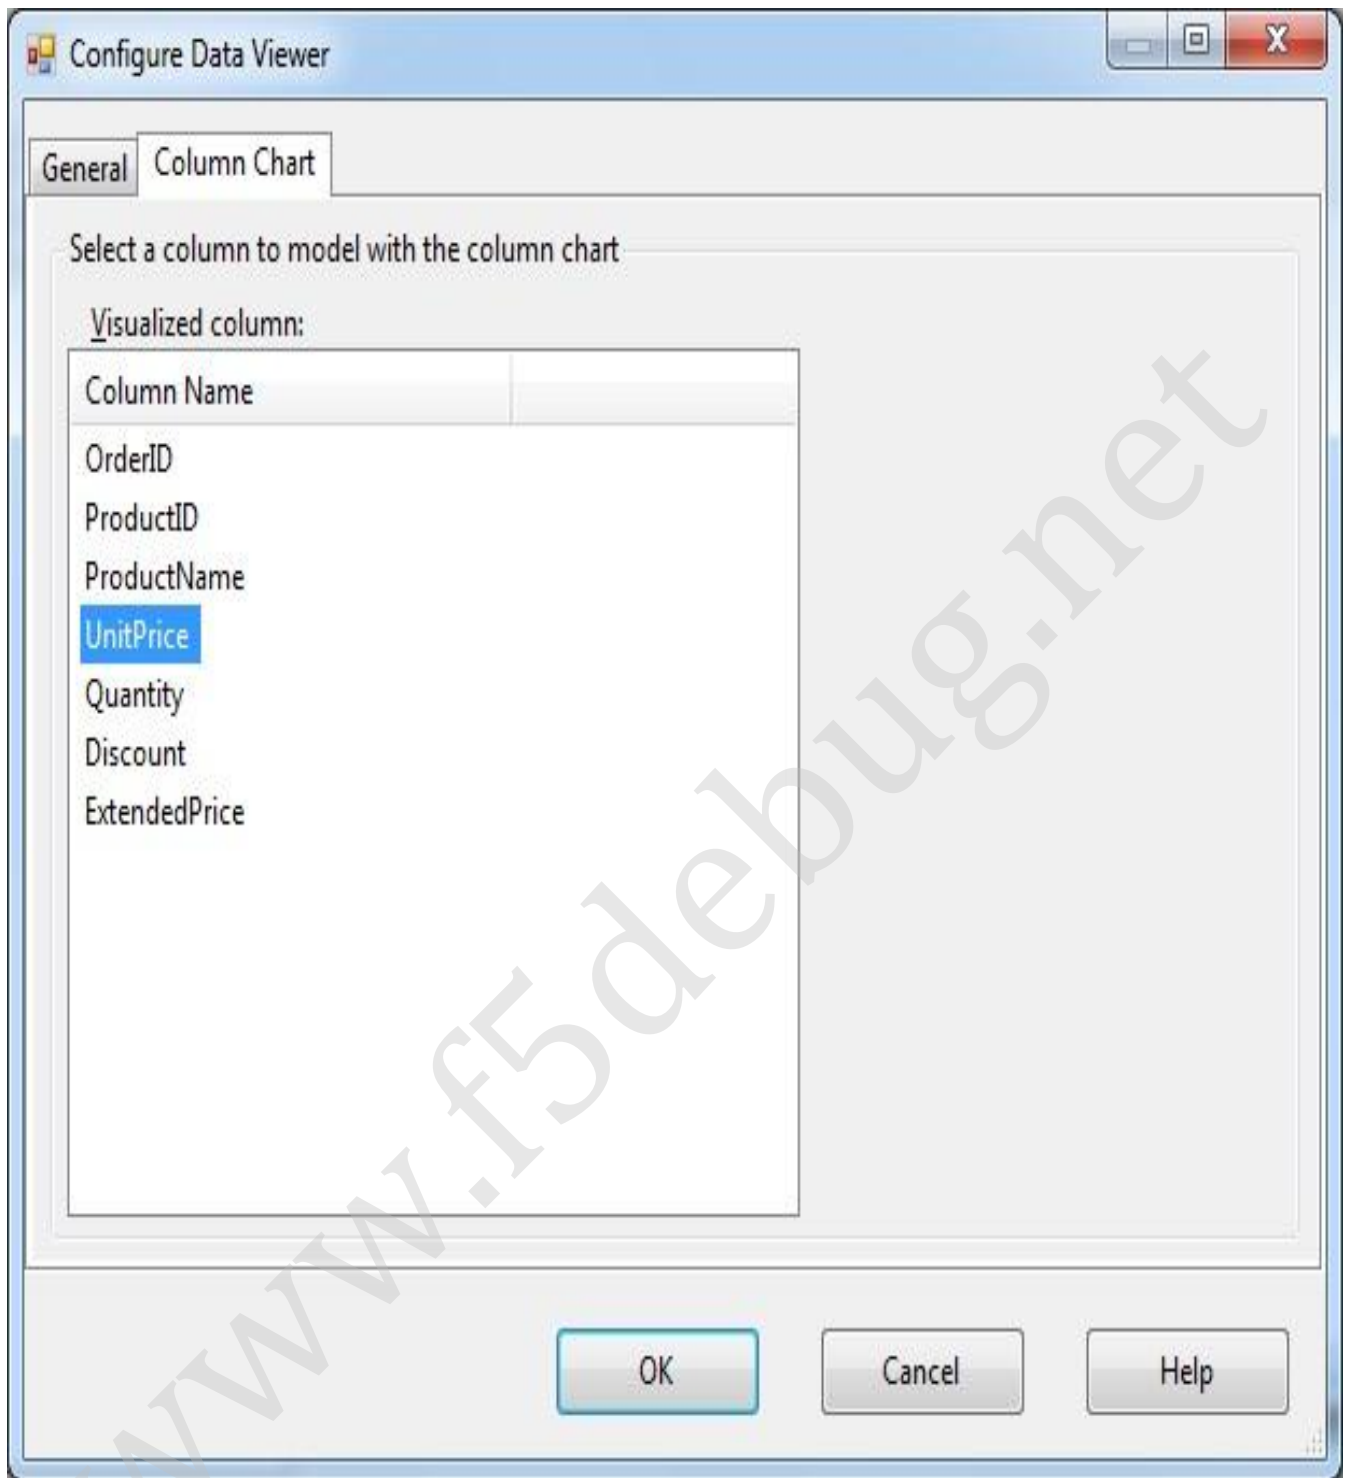 Configure Data Viewer
General
Column Chart
Select a column to model with the column chart
Visualized column:
Column Name
OrderID
ProductID
ProductName
UnitPrice
Quantity
Discount
ExtendedPrice
OK
Cancel
Help
www.f5debug.net